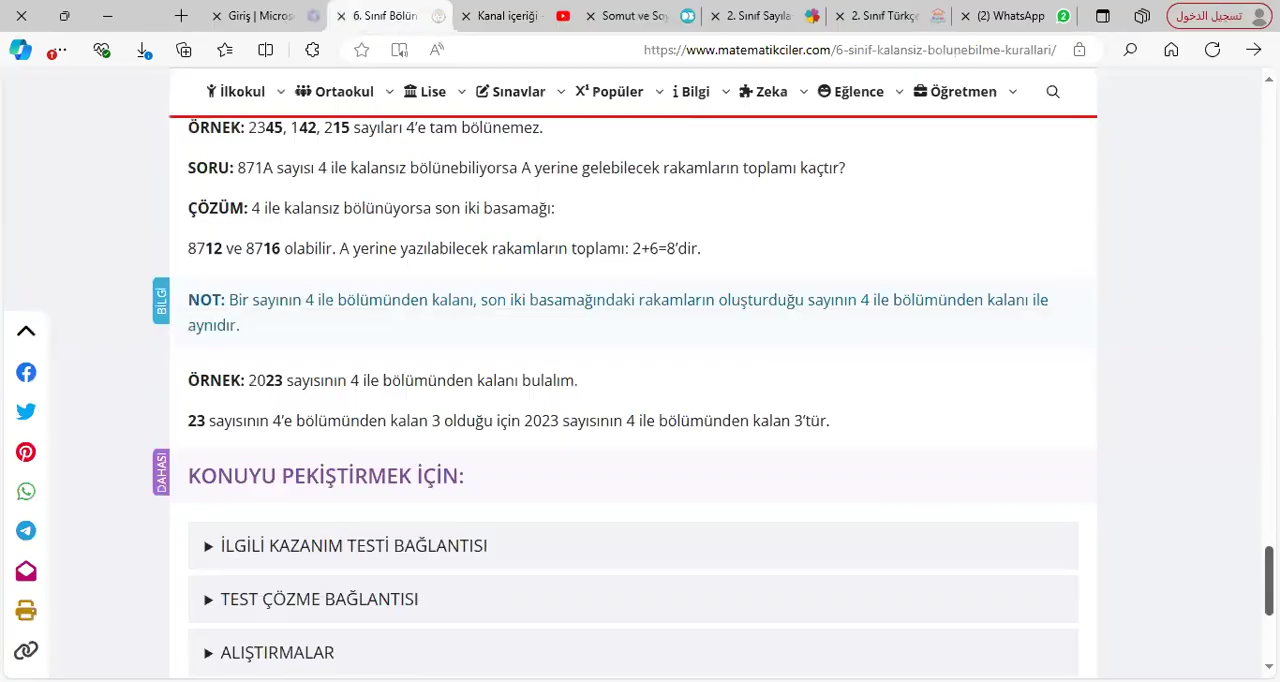 Giriş | Micros
6. Sınıf Bölün
Kanal içeriği -
Somut ve Soy
2. Sınıf Sayıla
2. Sınıf Türkçe
(2) WhatsApp
2
تسجيل الدخول
https://www.matematikciler.com/6-sinif-kalansiz-bolunebilme-kurallari/
İlkokul Ortaokul Lise Sınavlar X¹ Popüler Bilgi Zeka Eğlence Öğretmen
ÖRNEK: 2345, 142, 215 sayıları 4’e tam bölünemez.
SORU: 871A sayısı 4 ile kalansız bölünebiliyorsa A yerine gelebilecek rakamların toplamı kaçtır?
ÇÖZÜM: 4 ile kalansız bölünüyorsa son iki basamağı:
8712 ve 8716 olabilir. A yerine yazılabilecek rakamların toplamı: 2+6=8’dir.
BİLGİ
NOT: Bir sayının 4 ile bölümünden kalanı, son iki basamağındaki rakamların oluşturduğu sayının 4 ile bölümünden kalanı ile
aynıdır.
ÖRNEK: 2023 sayısının 4 ile bölümünden kalanı bulalım.
23 sayısının 4’e bölümünden kalan 3 olduğu için 2023 sayısının 4 ile bölümünden kalan 3’tür.
DAHASI
KONUYU PEKİŞTİRMEK İÇİN:
İLGİLİ KAZANIM TESTİ BAĞLANTISI
TEST ÇÖZME BAĞLANTISI
ALIŞTIRMALAR